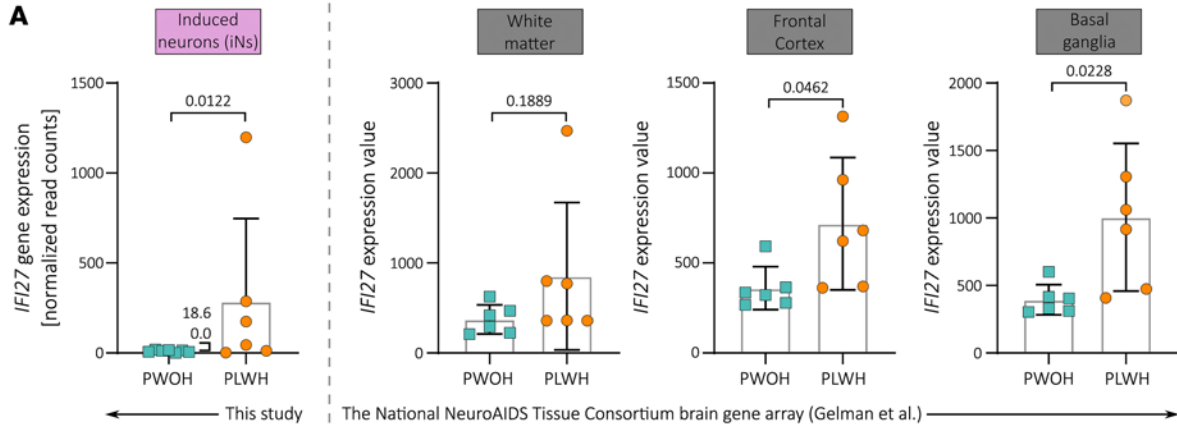 A
Induced
neurons (iNs)
White
matter
Frontal
Cortex
Basal
ganglia
IFI27 gene expression
[normalized read counts]
1500
1000
500
0
0.0122
18.6
0.0
PWOH
PLWH
IFI27 expression value
3000
2000
1000
0
0.1889
PWOH
PLWH
IFI27 expression value
1500
1000
500
0
0.0462
PWOH
PLWH
IFI27 expression value
2000
1500
1000
500
0
0.0228
PWOH
PLWH
This study
The National NeuroAIDS Tissue Consortium brain gene array (Gelman et al.)